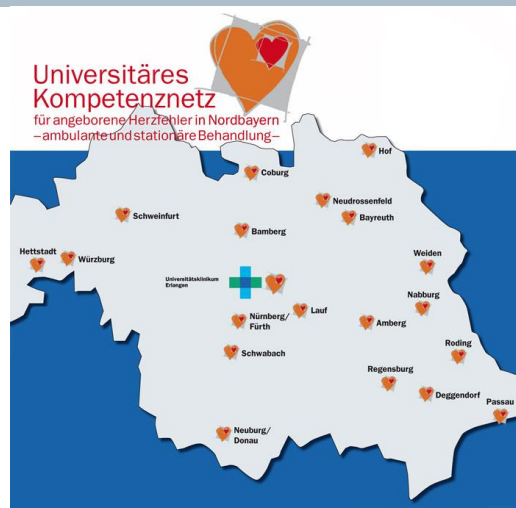 Universitäres
Kompetenznetz
für angeborene Herzfehler in Nordbayern
–ambulante und stationäre Behandlung–
Hof
Coburg
Neudrossenfeld
Schweinfurt
Bayreuth
Bamberg
Hettstadt
Würzburg
Weiden
Universitätsklinikum
Erlangen
Nabburg
Lauf
Nürnberg/
Fürth
Amberg
Schwabach
Roding
Regensburg
Deggendorf
Passau
Neuburg/
Donau